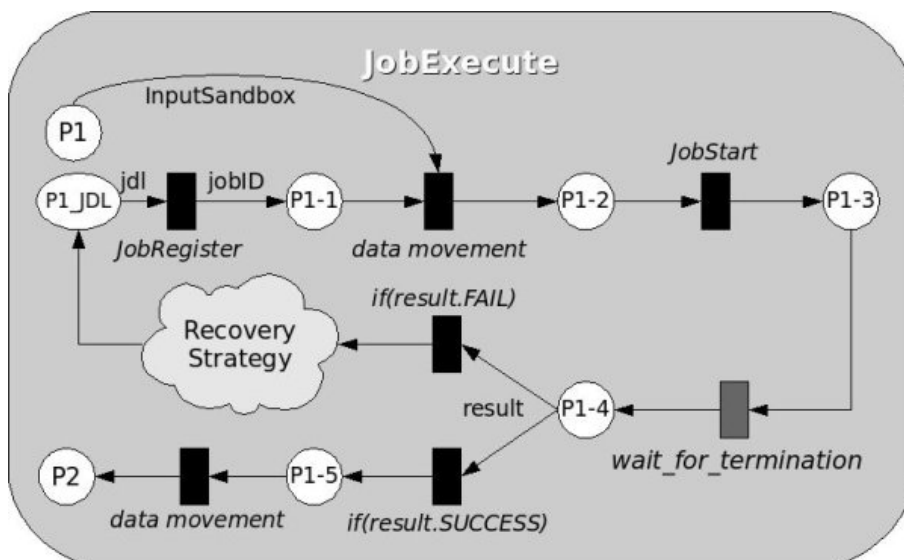 JobExecute
InputSandbox
P1
JobStart
P1_JDL
jdl
jobID
P1-1
P1-2
P1-3
JobRegister
data movement
if(result.FAIL)
Recovery
Strategy
result
P1-4
wait_for_termination
P2
P1-5
data movement
if(result.SUCCESS)